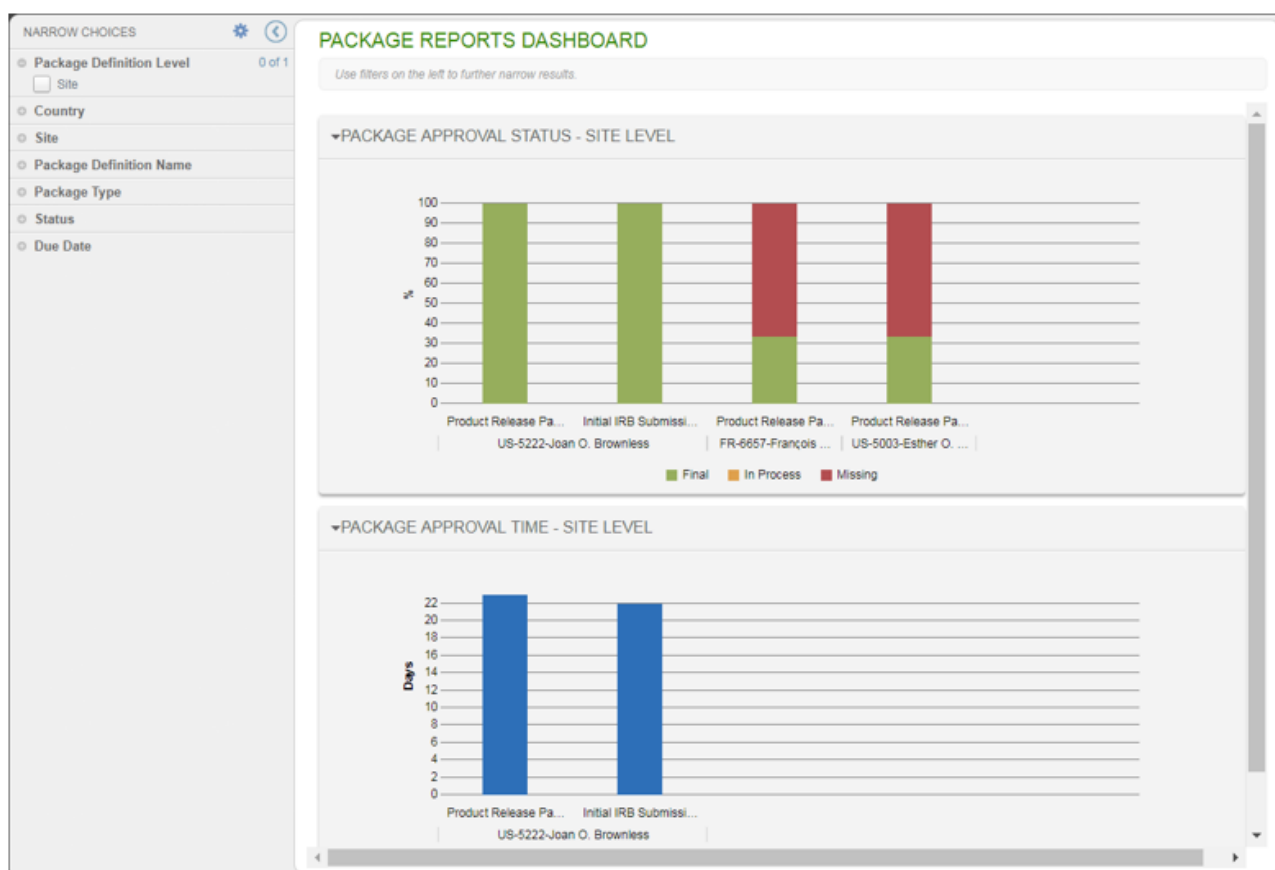 NARROW CHOICES
Package Definition Level 0 of 1
Site
Country
Site
Package Definition Name
Package Type
Status
Due Date
PACKAGE REPORTS DASHBOARD
Use filters on the left to further narrow results.
PACKAGE APPROVAL STATUS - SITE LEVEL
100
90
80
70
60
50
40
30
20
10
0
%
Product Release Pa... Initial IRB Submissi... Product Release Pa... Product Release Pa...
US-5222-Joan O. Brownless FR-6657-François ... US-5003-Esther O. ...
Final In Process Missing
PACKAGE APPROVAL TIME - SITE LEVEL
22
20
18
16
14
12
10
8
6
4
2
0
Days
Product Release Pa... Initial IRB Submissi...
US-5222-Joan O. Brownless